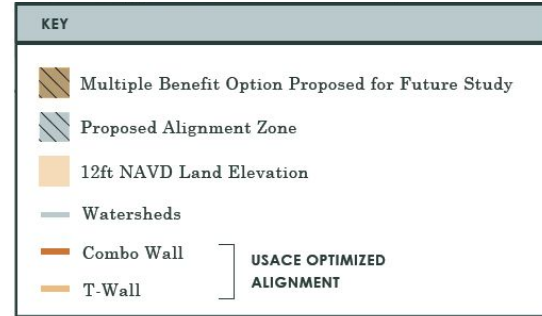 KEY
Multiple Benefit Option Proposed for Future Study
Proposed Alignment Zone
12ft NAVD Land Elevation
Watersheds
Combo Wall
T-Wall
USACE OPTIMIZED
ALIGNMENT